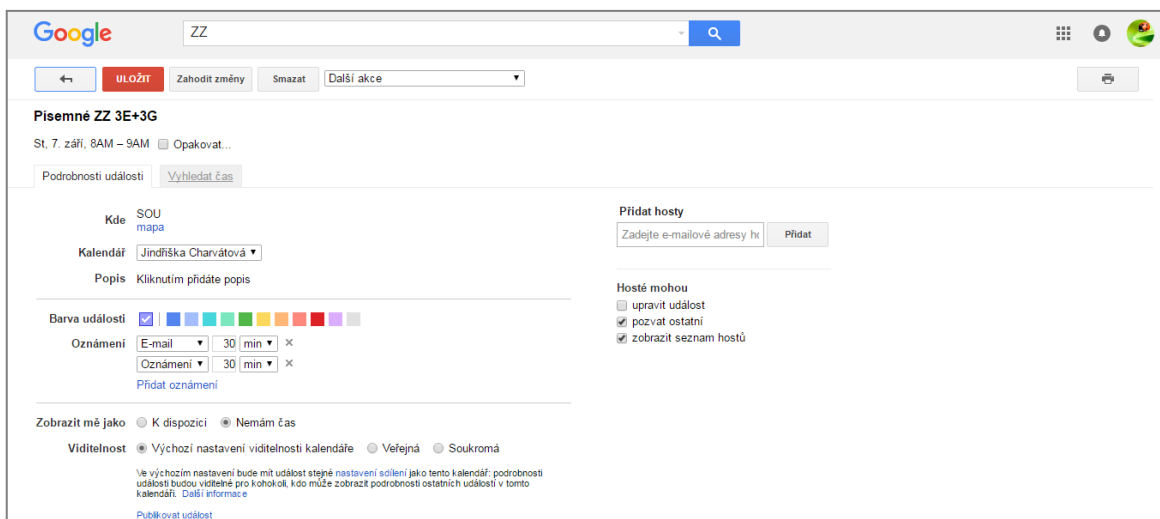 Google
ZZ
ULOŽIT Zahodit změny Smazat Další akce
Písemné ZZ 3E+3G
St, 7. září, 8AM – 9AM Opakovat...
Podrobnosti události Vyhledat čas
Kde SOU
mapa
Kalendář Jindřiška Charvátová
Popis Kliknutím přidáte popis
Barva události
Oznámení E-mail 30 min ×
Oznámení 30 min ×
Přidat oznámení
Zobrazit mě jako K dispozici Nemám čas
Viditelnost Výchozí nastavení viditelnosti kalendáře Veřejná Soukromá
Ve výchozím nastavení bude mít událost stejné nastavení sdílení jako tento kalendář: podrobnosti
události budou viditelné pro kohokoli, kdo může zobrazit podrobnosti ostatních událostí v tomto
kalendáři. Další informace
Publikovat událost
Přidat hosty
Zadejte e-mailové adresy h
Přidat
Hosté mohou
upravit událost
pozvat ostatní
zobrazit seznam hostů